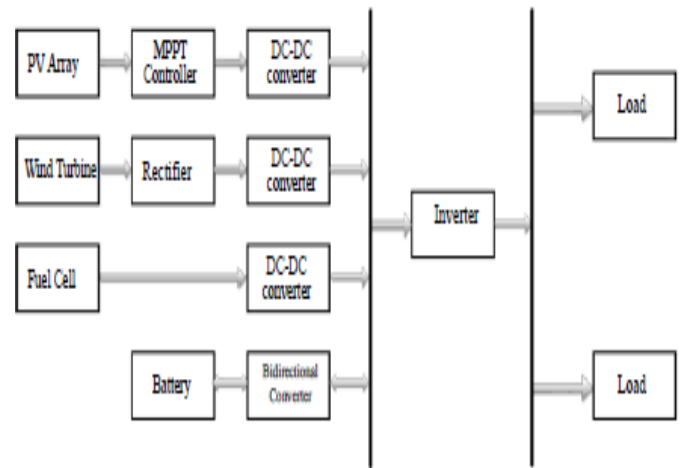 PV Array
MPPT
Controller
DC-DC
converter
Load
Wind Turbine
Rectifier
DC-DC
converter
Inverter
Fuel Cell
DC-DC
converter
Battery
Bidirectional
Converter
Load